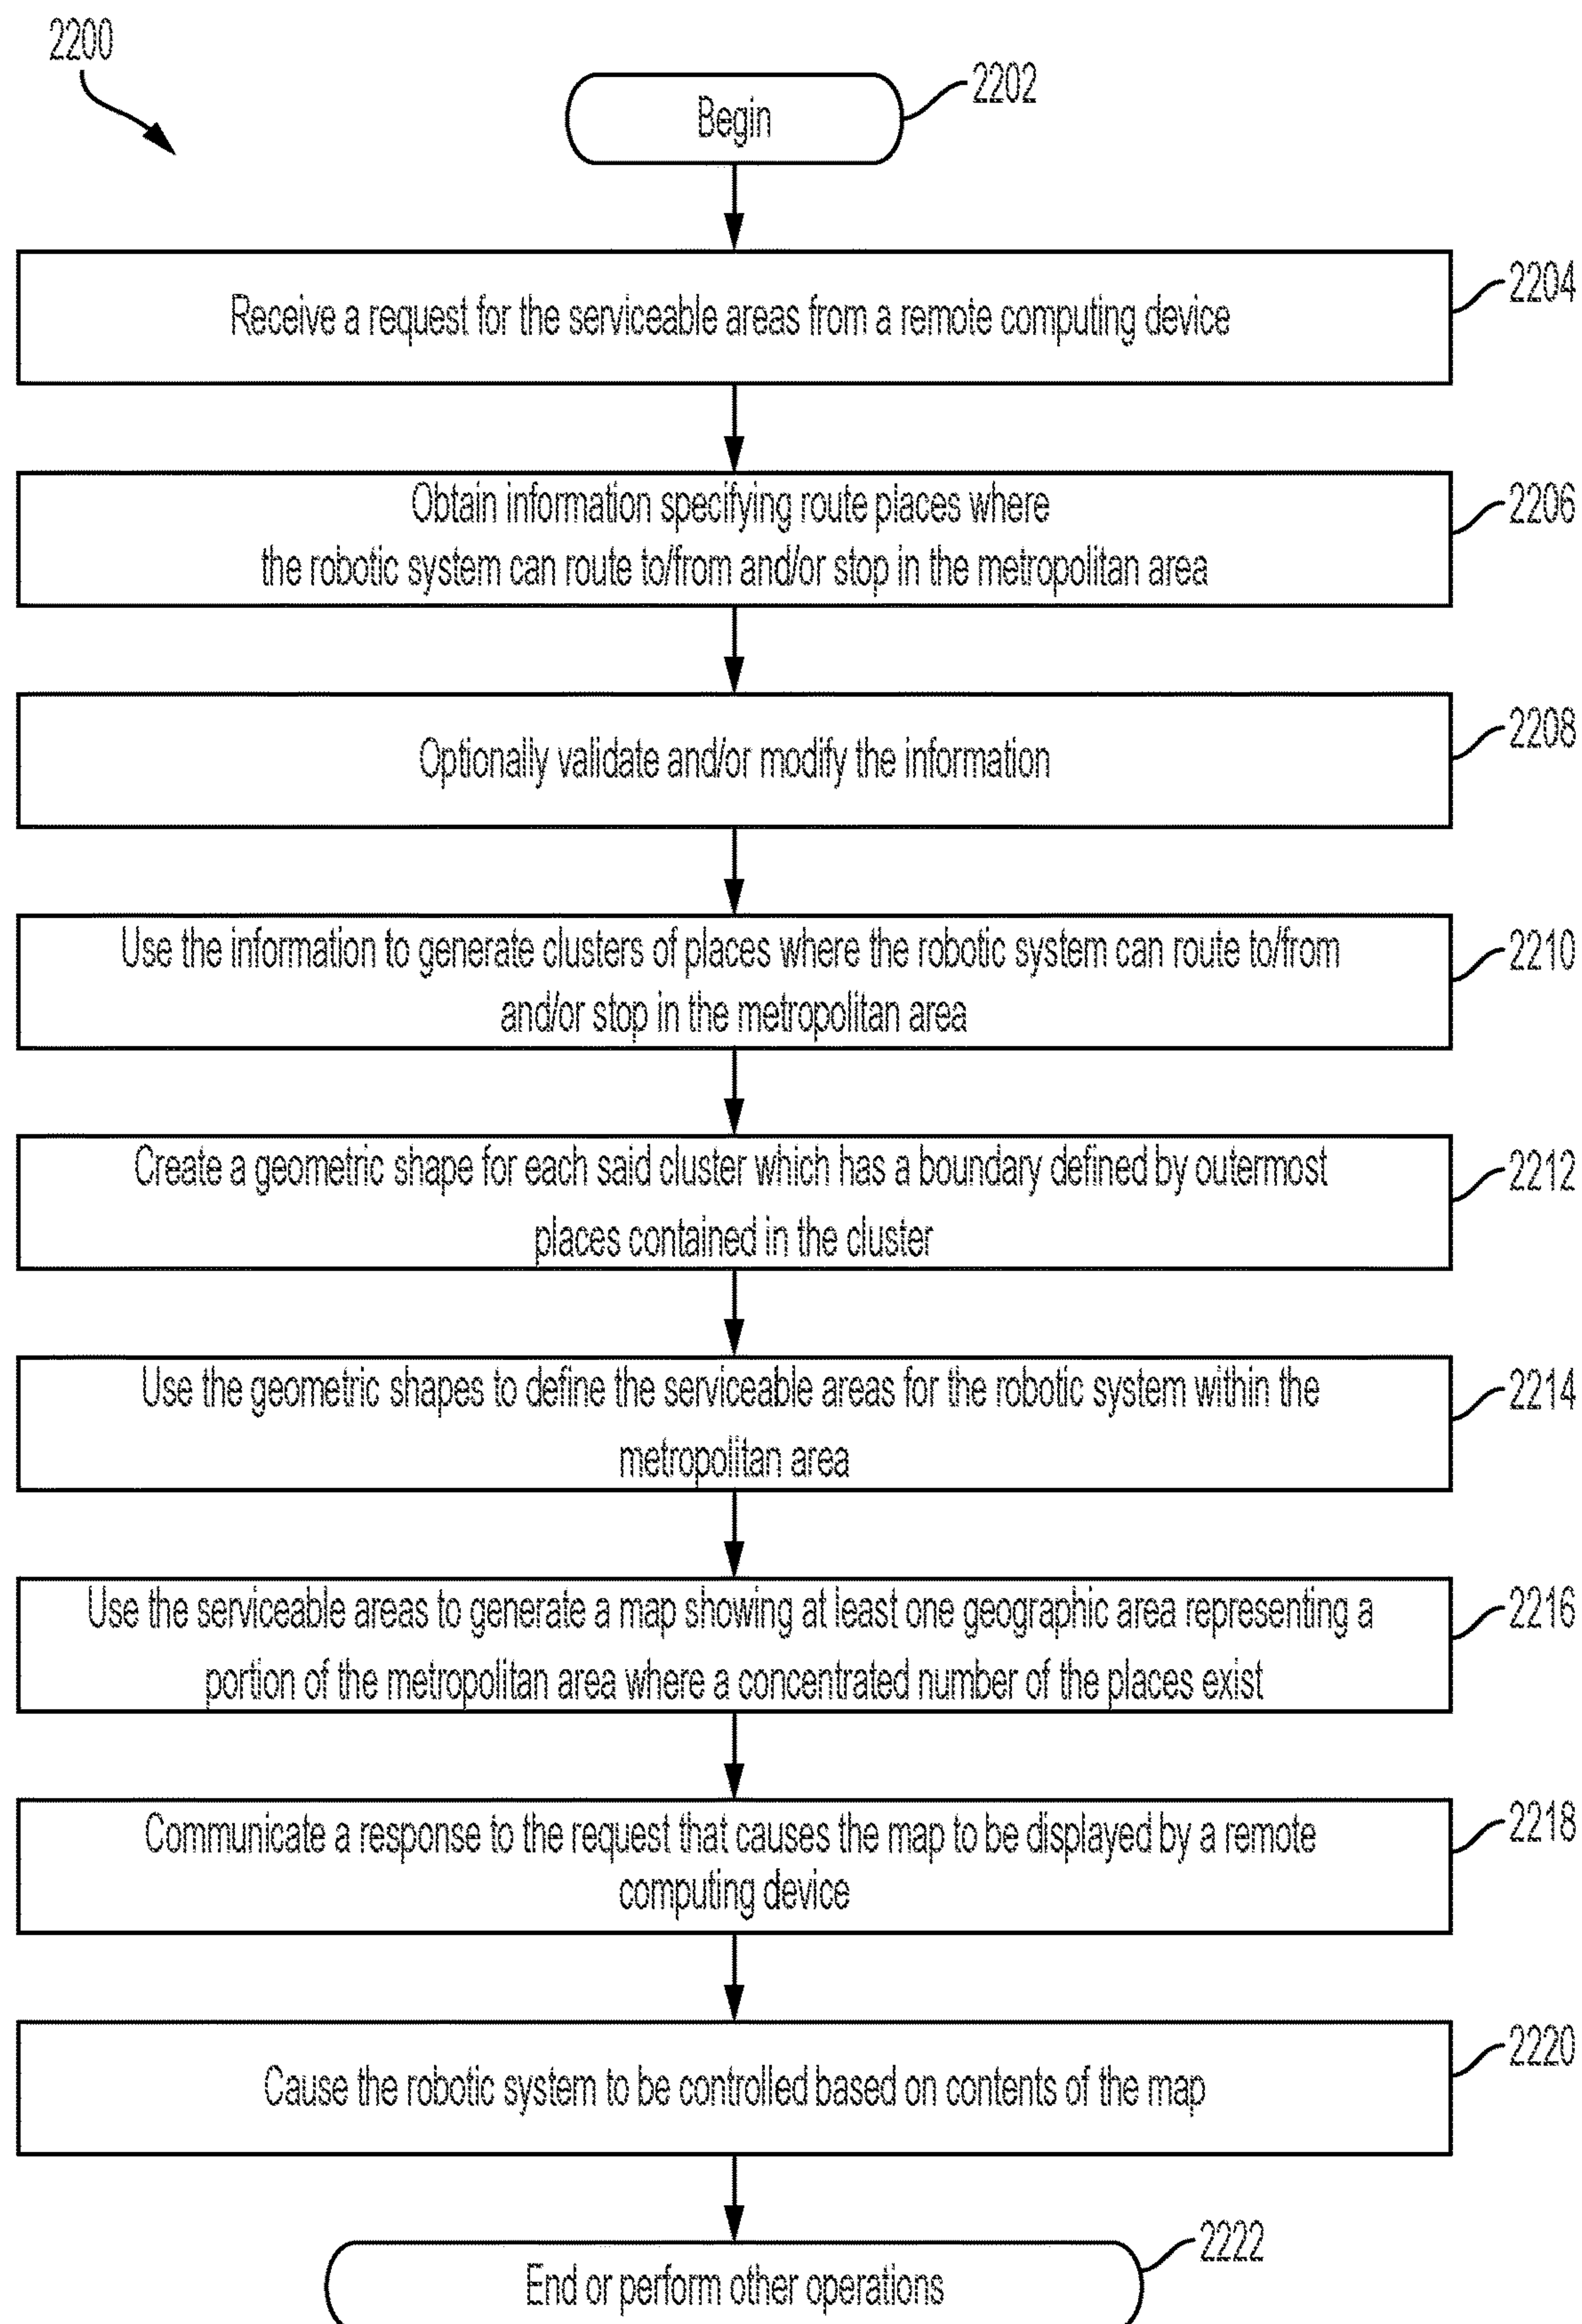 2200
Begin
2202
Receive a request for the serviceable areas from a remote computing device
2204
Obtain information specifying route places where
the robotic system can route to/from and/or stop in the metropolitan area
2206
Optionally validate and/or modify the information
2208
Use the information to generate clusters of places where the robotic system can route to/from
and/or stop in the metropolitan area
2210
Create a geometric shape for each said cluster which has a boundary defined by outermost
places contained in the cluster
2212
Use the geometric shapes to define the serviceable areas for the robotic system within the
metropolitan area
2214
Use the serviceable areas to generate a map showing at least one geographic area representing a
portion of the metropolitan area where a concentrated number of the places exist
2216
Communicate a response to the request that causes the map to be displayed by a remote
computing device
2218
Cause the robotic system to be controlled based on contents of the map
2220
End or perform other operations
2222